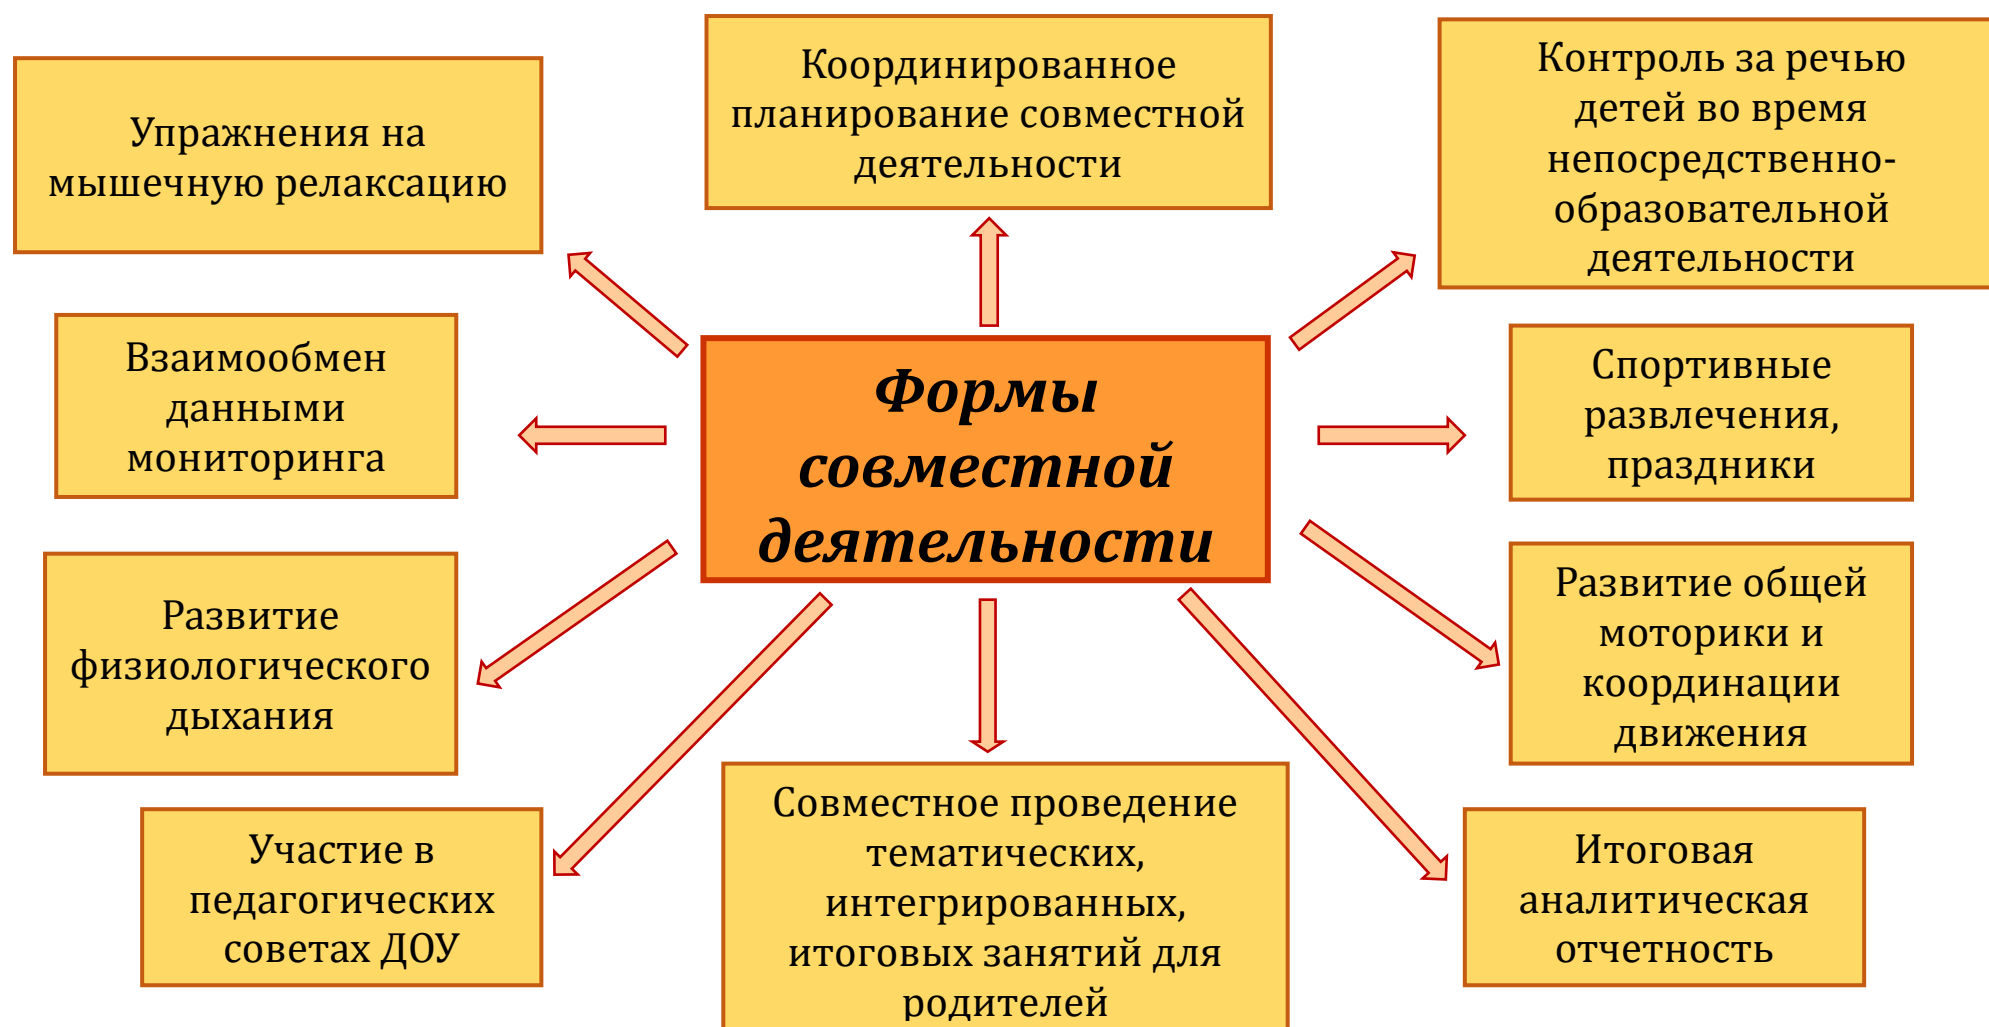 Упражнения на
мышечную релаксацию
Координированное
планирование совместной
деятельности
Контроль за речью
детей во время
непосредственно-
образовательной
деятельности
Взаимообмен
данными
мониторинга
Формы
совместной
деятельности
Спортивные
развлечения,
праздники
Развитие
физиологического
дыхания
Развитие общей
моторики и
координации
движения
Участие в
педагогических
советах ДОУ
Совместное проведение
тематических,
интегрированных,
итоговых занятий для
родителей
Итоговая
аналитическая
отчетность